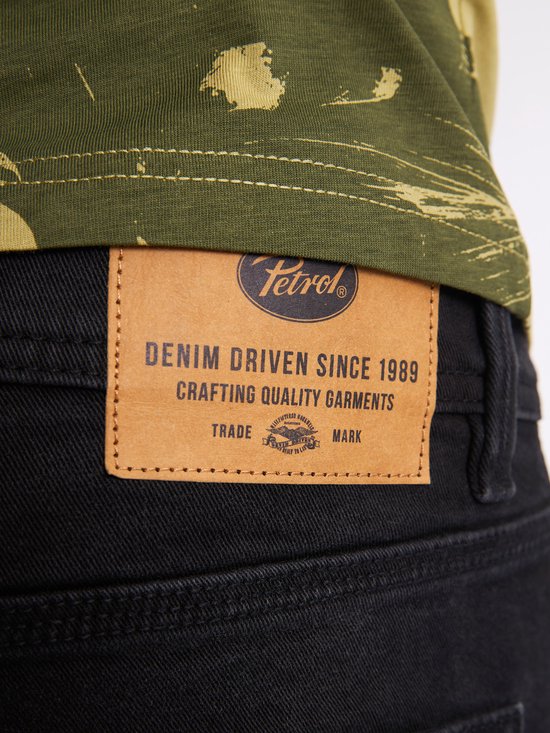 Petrol®
DENIM DRIVEN SINCE 1989
CRAFTING QUALITY GARMENTS
TRADE MARK